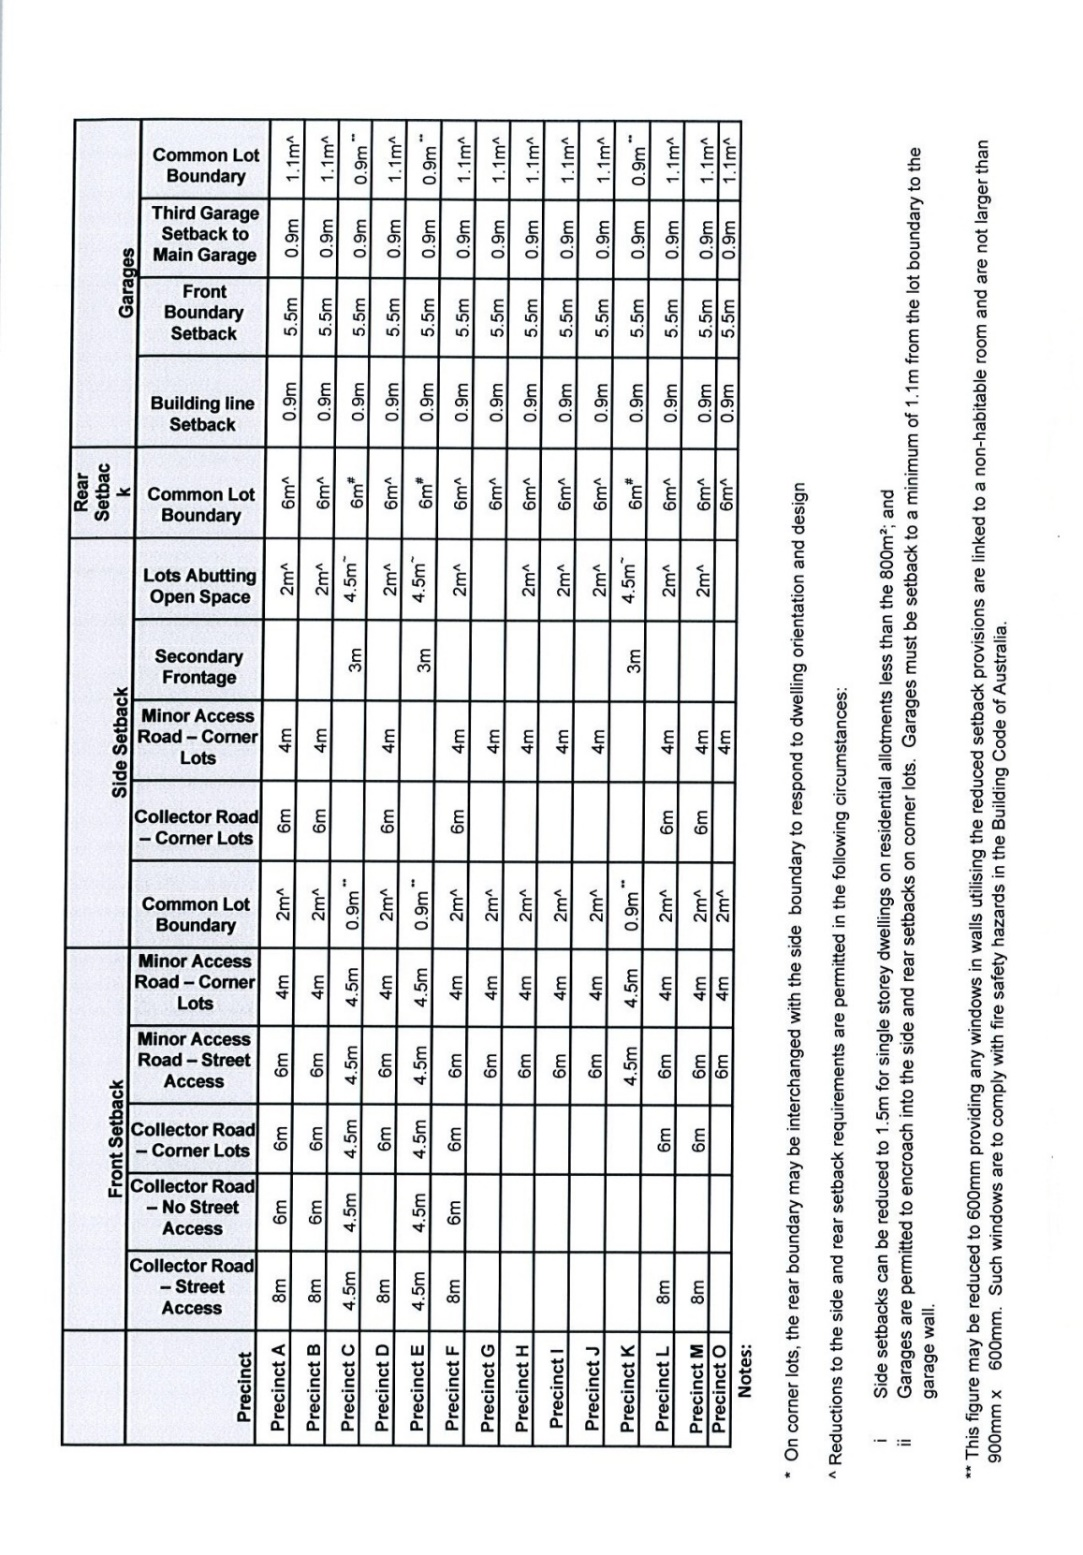 Front Setback Side Setback Rear Setbac k Garages
Precinct Collector Road – Street Access Collector Road – No Street Access Collector Road – Corner Lots Minor Access Road – Street Access Minor Access Road – Corner Lots Common Lot Boundary Collector Road – Corner Lots Minor Access Road – Corner Lots Secondary Frontage Lots Abutting Open Space Common Lot Boundary Building line Setback Front Boundary Setback Third Garage Setback to Main Garage Common Lot Boundary
Precinct A 8m 6m 6m 6m 4m 2m^ 6m 4m 2m^ 6m^ 0.9m 5.5m 0.9m 1.1m^
Precinct B 8m 6m 6m 6m 4m 2m^ 6m 4m 2m^ 6m^ 0.9m 5.5m 0.9m 1.1m^
Precinct C 4.5m 4.5m 4.5m 4.5m 4.5m 0.9m** 3m 4.5m~ 6m# 0.9m 5.5m 0.9m 0.9m**
Precinct D 8m 6m 6m 4m 2m^ 6m 4m 2m^ 6m^ 0.9m 5.5m 0.9m 1.1m^
Precinct E 4.5m 4.5m 4.5m 4.5m 4.5m 0.9m** 3m 4.5m~ 6m# 0.9m 5.5m 0.9m 0.9m**
Precinct F 8m 6m 6m 6m 4m 2m^ 6m 4m 2m^ 6m^ 0.9m 5.5m 0.9m 1.1m^
Precinct G 6m 4m 2m^ 4m 6m^ 0.9m 5.5m 0.9m 1.1m^
Precinct H 6m 4m 2m^ 4m 2m^ 6m^ 0.9m 5.5m 0.9m 1.1m^
Precinct I 6m 4m 2m^ 4m 2m^ 6m^ 0.9m 5.5m 0.9m 1.1m^
Precinct J 6m 4m 2m^ 4m 2m^ 6m^ 0.9m 5.5m 0.9m 1.1m^
Precinct K 4.5m 4.5m 0.9m** 3m 4.5m~ 6m# 0.9m 5.5m 0.9m 0.9m**
Precinct L 8m 6m 6m 4m 2m^ 6m 4m 2m^ 6m^ 0.9m 5.5m 0.9m 1.1m^
Precinct M 8m 6m 6m 4m 2m^ 6m 4m 2m^ 6m^ 0.9m 5.5m 0.9m 1.1m^
Precinct O 6m 4m 2m^ 4m 6m^ 0.9m 5.5m 0.9m 1.1m^
Notes:
* On corner lots, the rear boundary may be interchanged with the side boundary to respond to dwelling orientation and design
^ Reductions to the side and rear setback requirements are permitted in the following circumstances:
i Side setbacks can be reduced to 1.5m for single storey dwellings on residential allotments less than the 800m²; and
ii Garages are permitted to encroach into the side and rear setbacks on corner lots. Garages must be setback to a minimum of 1.1m from the lot boundary to the
garage wall.
** This figure may be reduced to 600mm providing any windows in walls utilising the reduced setback provisions are linked to a non-habitable room and are not larger than
900mm x 600mm. Such windows are to comply with fire safety hazards in the Building Code of Australia.